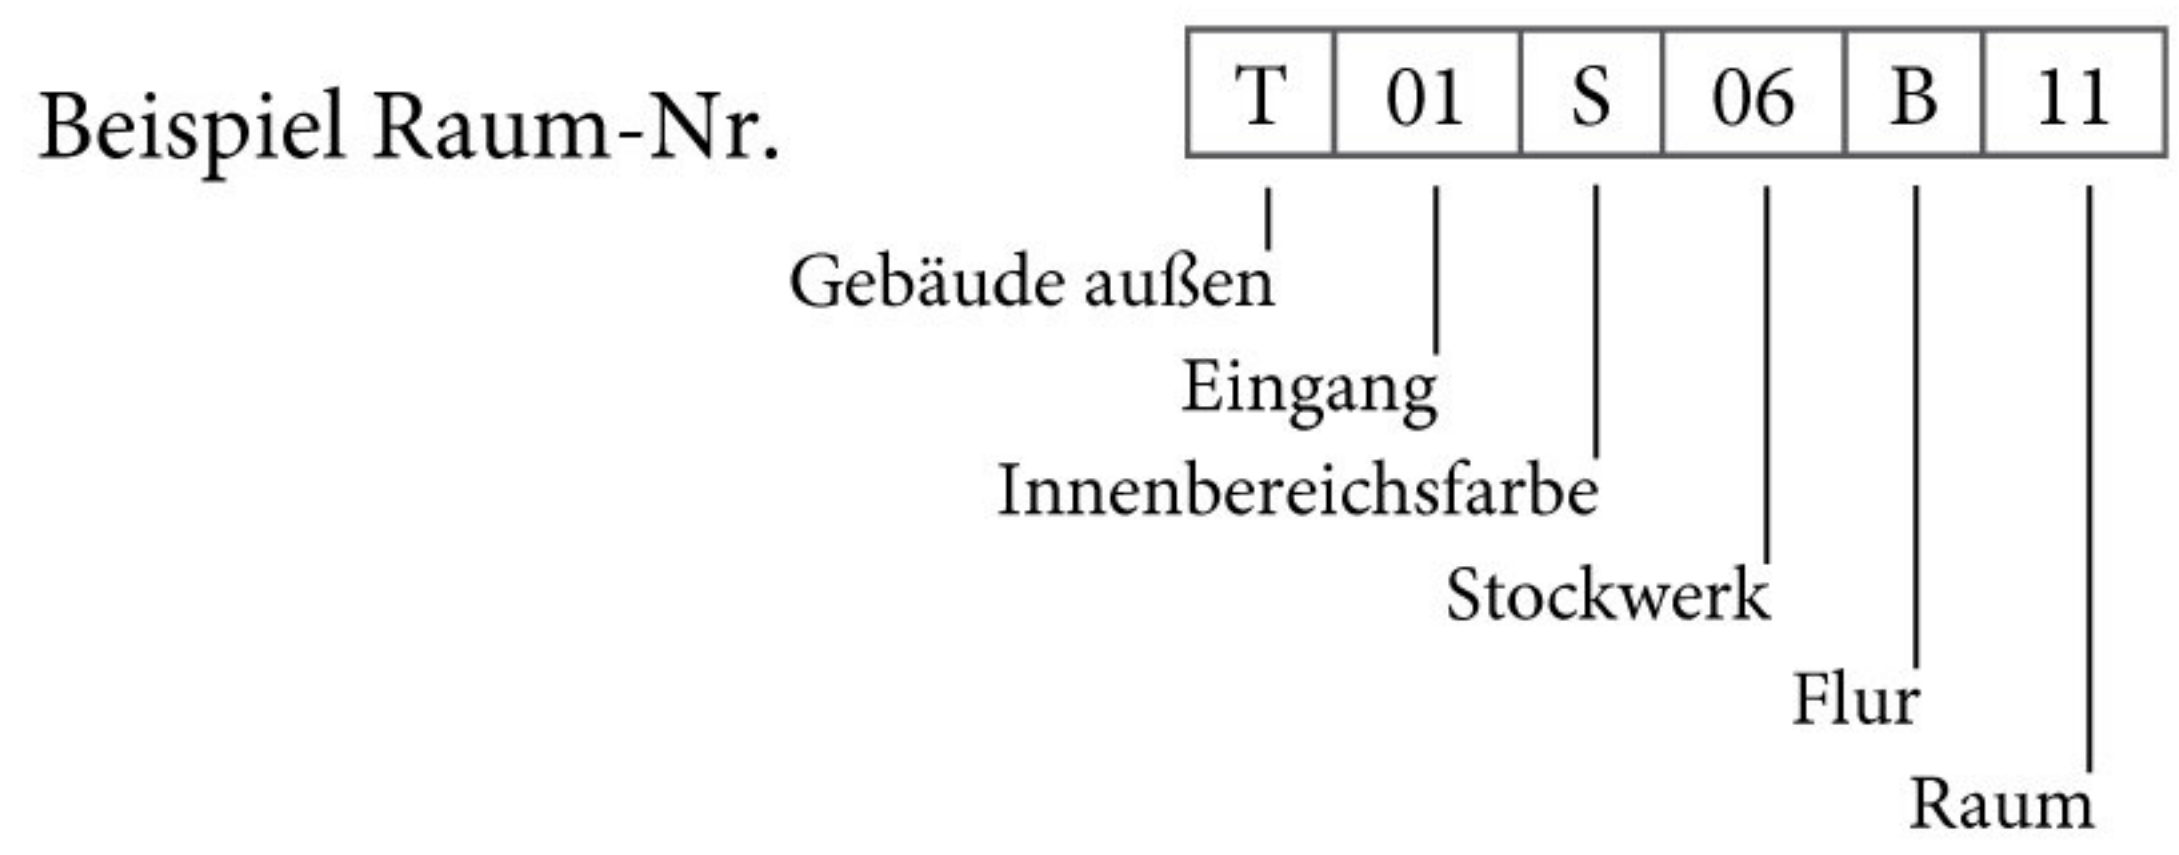 Beispiel Raum-Nr. T 01 S 06 B 11
Gebäude außen
Eingang
Innenbereichsfarbe
Stockwerk
Flur
Raum